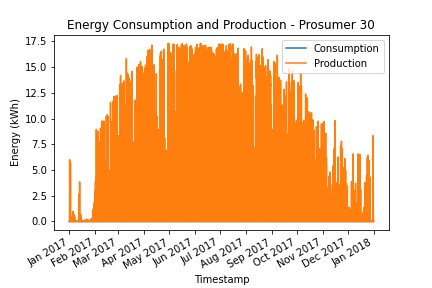 Energy Consumption and Production - Prosumer 30
Energy (kWh)
17.5
15.0
12.5
10.0
7.5
5.0
2.5
0.0
Consumption
Production
Jan 2017
Feb 2017
Mar 2017
Apr 2017
May 2017
Jun 2017
Jul 2017
Aug 2017
Sep 2017
Oct 2017
Nov 2017
Dec 2017
Jan 2018
Timestamp